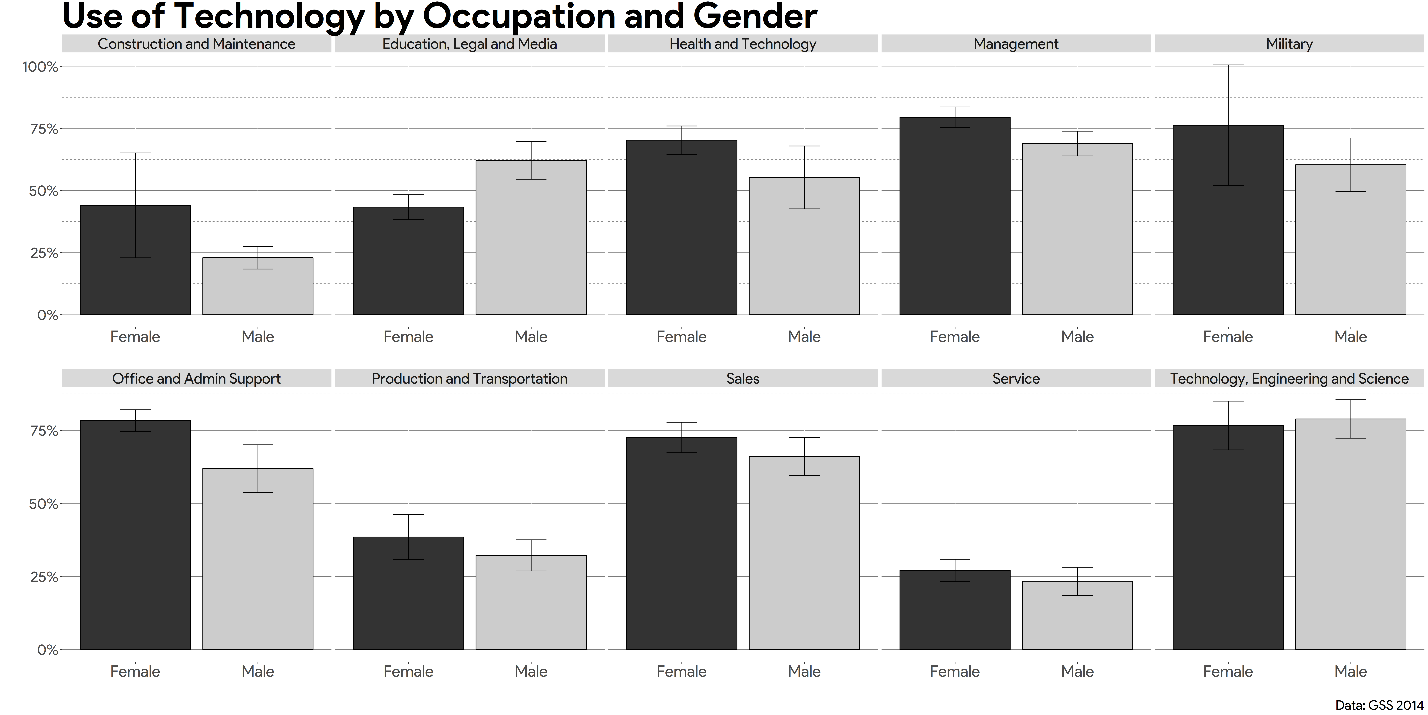 Use of Technology by Occupation and Gender
Construction and Maintenance Education, Legal and Media Health and Technology Management Military
100%
75%
50%
25%
0%
Female Male Female Male Female Male Female Male Female Male
Office and Admin Support Production and Transportation Sales Service Technology, Engineering and Science
75%
50%
25%
0%
Female Male Female Male Female Male Female Male Female Male
Data: GSS 2014